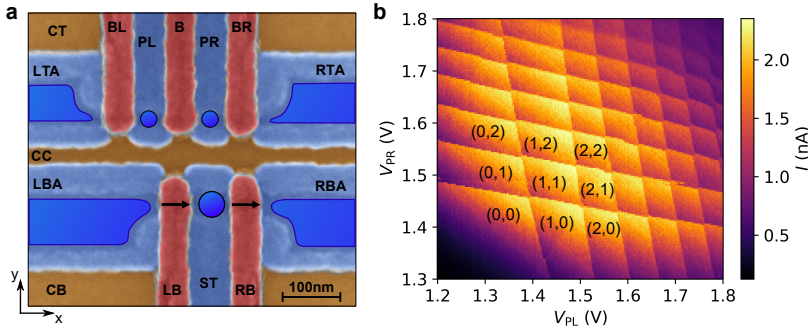 a
BL B BR
CT PL PR
LTA RTA
CC
LBA RBA
ST
CB LB RB
100nm
y
x
b
1.8
1.7
1.6
1.5
1.4
1.3
V_PR (V)
(0,2) (1,2) (2,2)
(0,1) (1,1) (2,1)
(0,0) (1,0) (2,0)
1.2 1.3 1.4 1.5 1.6 1.7 1.8
V_PL (V)
2.0
1.5
1.0
0.5
I (nA)